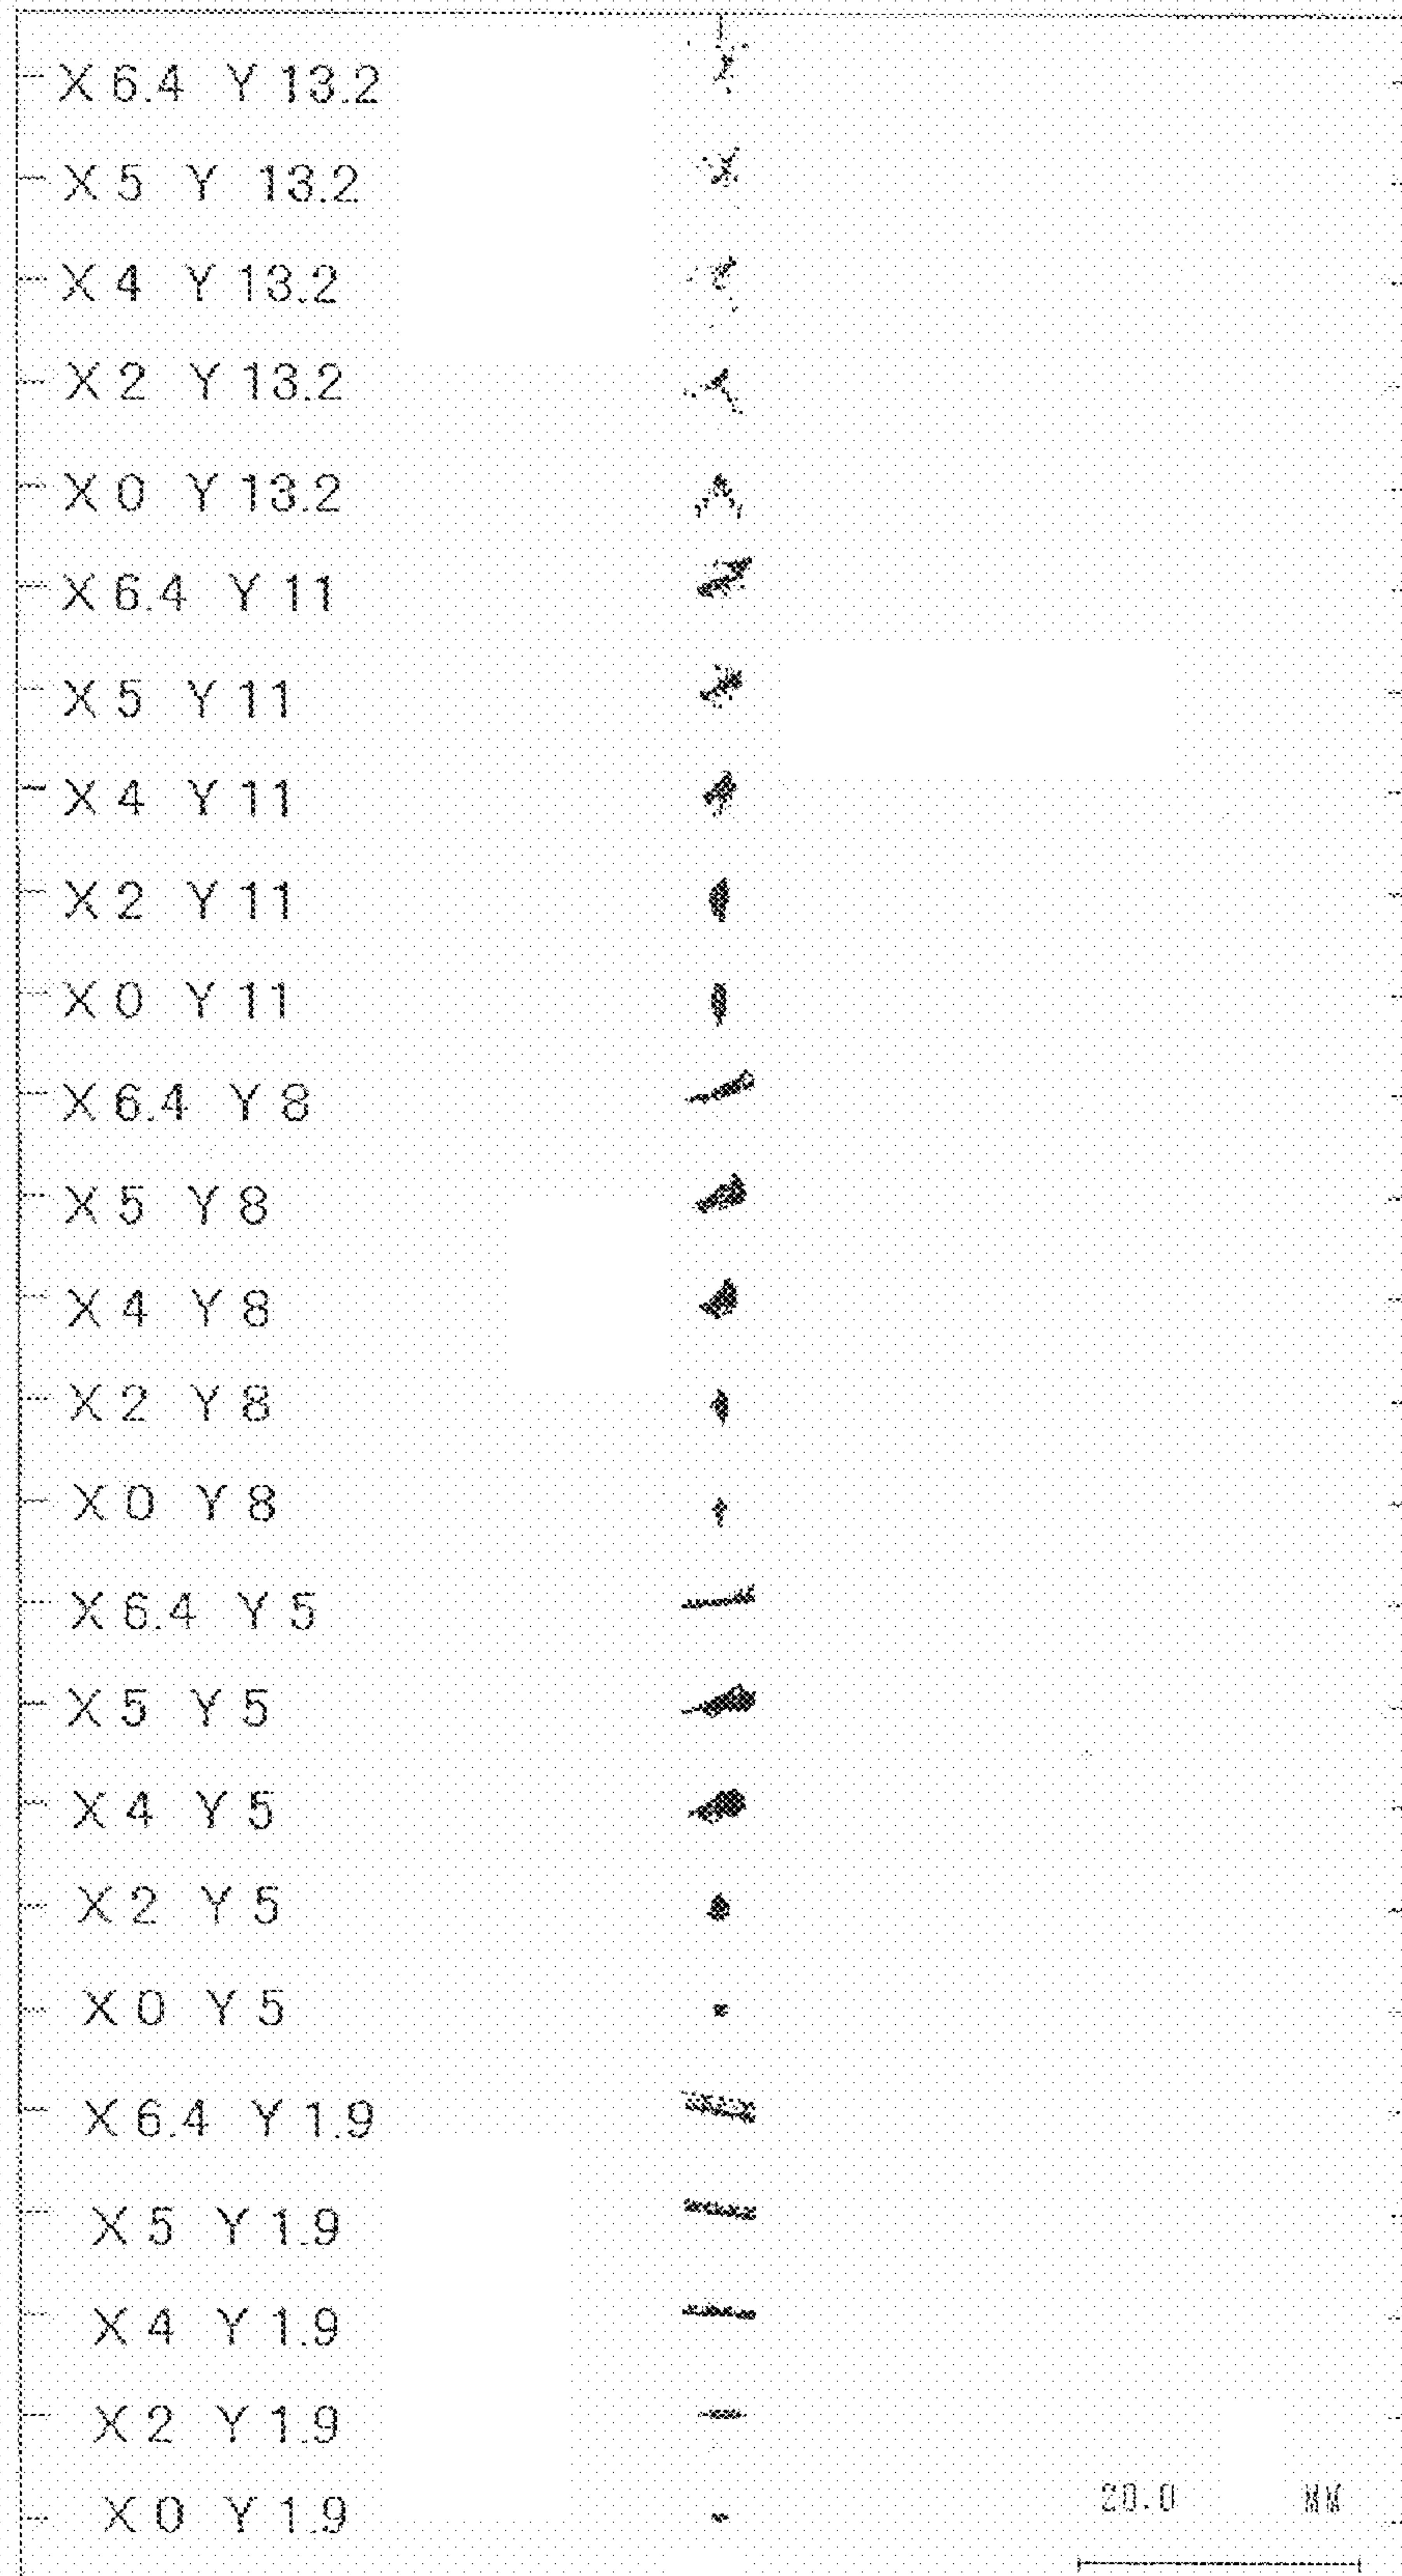 X 6.4 Y 13.2
X 5 Y 13.2
X 4 Y 13.2
X 2 Y 13.2
X 0 Y 13.2
X 6.4 Y 11
X 5 Y 11
X 4 Y 11
X 2 Y 11
X 0 Y 11
X 6.4 Y 8
X 5 Y 8
X 4 Y 8
X 2 Y 8
X 0 Y 8
X 6.4 Y 5
X 5 Y 5
X 4 Y 5
X 2 Y 5
X 0 Y 5
X 6.4 Y 1.9
X 5 Y 1.9
X 4 Y 1.9
X 2 Y 1.9
X 0 Y 1.9
20.0 MM